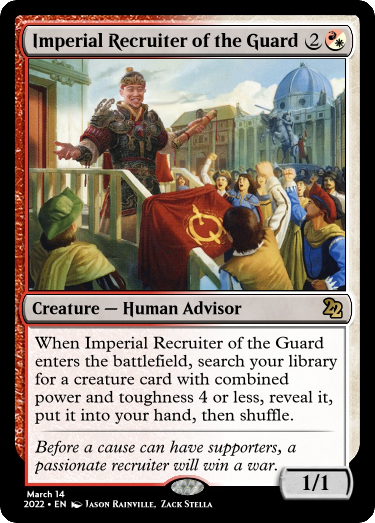 Imperial Recruiter of the Guard 2
Creature — Human Advisor
22
When Imperial Recruiter of the Guard
enters the battlefield, search your library
for a creature card with combined
power and toughness 4 or less, reveal it,
put it into your hand, then shuffle.
Before a cause can have supporters, a
passionate recruiter will win a war.
1/1
March 14
2022 • EN Jason Rainville, Zack Stella